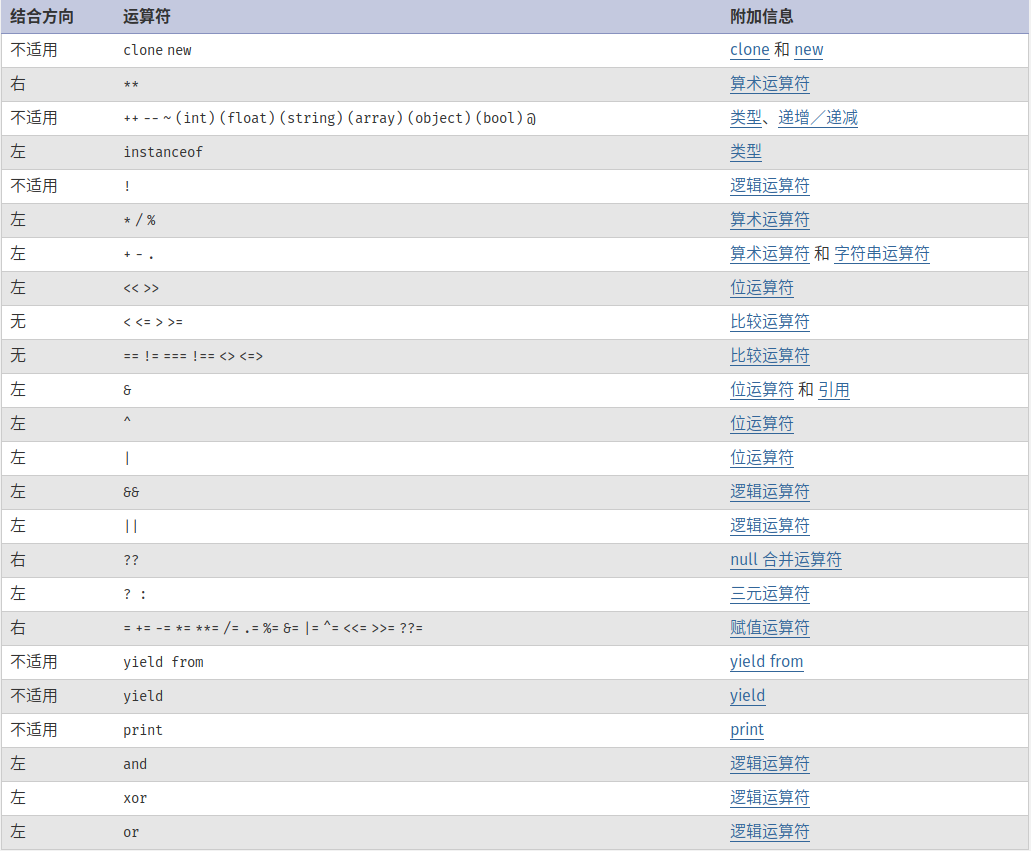 结合方向 运算符 附加信息
不适用 clone new clone 和 new
右 ** 算术运算符
不适用 ++ -- ~ (int) (float) (string) (array) (object) (bool) @ 类型、递增／递减
左 instanceof 类型
不适用 ! 逻辑运算符
左 * / % 算术运算符
左 + - . 算术运算符 和 字符串运算符
左 << >> 位运算符
无 < <= > >= 比较运算符
无 == != === !== <> <=> 比较运算符
左 & 位运算符 和 引用
左 ^ 位运算符
左 | 位运算符
左 && 逻辑运算符
左 || 逻辑运算符
右 ?? null 合并运算符
左 ? : 三元运算符
右 = += -= *= **= /= .= %= &= |= ^= <<= >>= ??= 赋值运算符
不适用 yield from yield from
不适用 yield yield
不适用 print print
左 and 逻辑运算符
左 xor 逻辑运算符
左 or 逻辑运算符